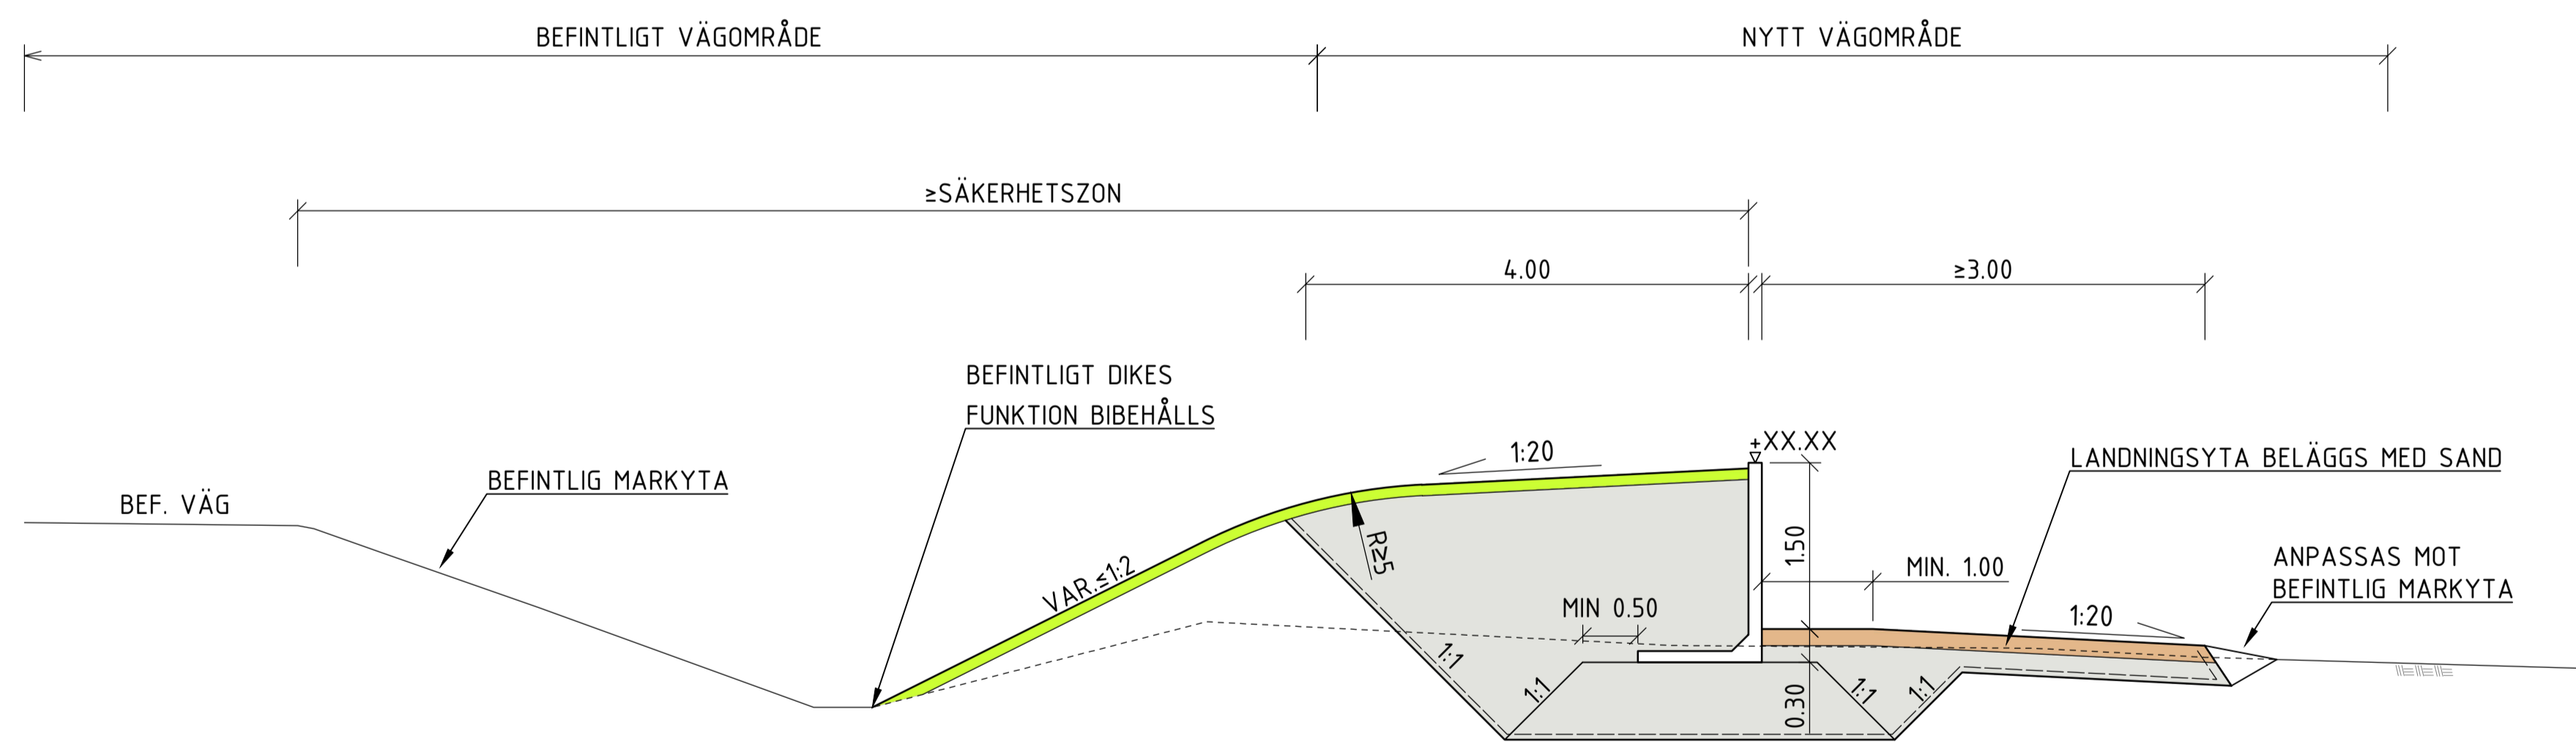 BEFINTLIGT VÄGOMRÅDE
NYTT VÄGOMRÅDE
≥SÄKERHETSZON
4.00
≥3.00
BEFINTLIGT DIKES
FUNKTION BIBEHÅLLS
BEFINTLIG MARKYTA
BEF. VÄG
1:20
+XX.XX
LANDNINGSYTA BELÄGGS MED SAND
VAR.≤1:2
R≥5
1.50
MIN. 1.00
ANPASSAS MOT
BEFINTLIG MARKYTA
MIN 0.50
1:20
1:1
1:1
0.30
1:1
1:1